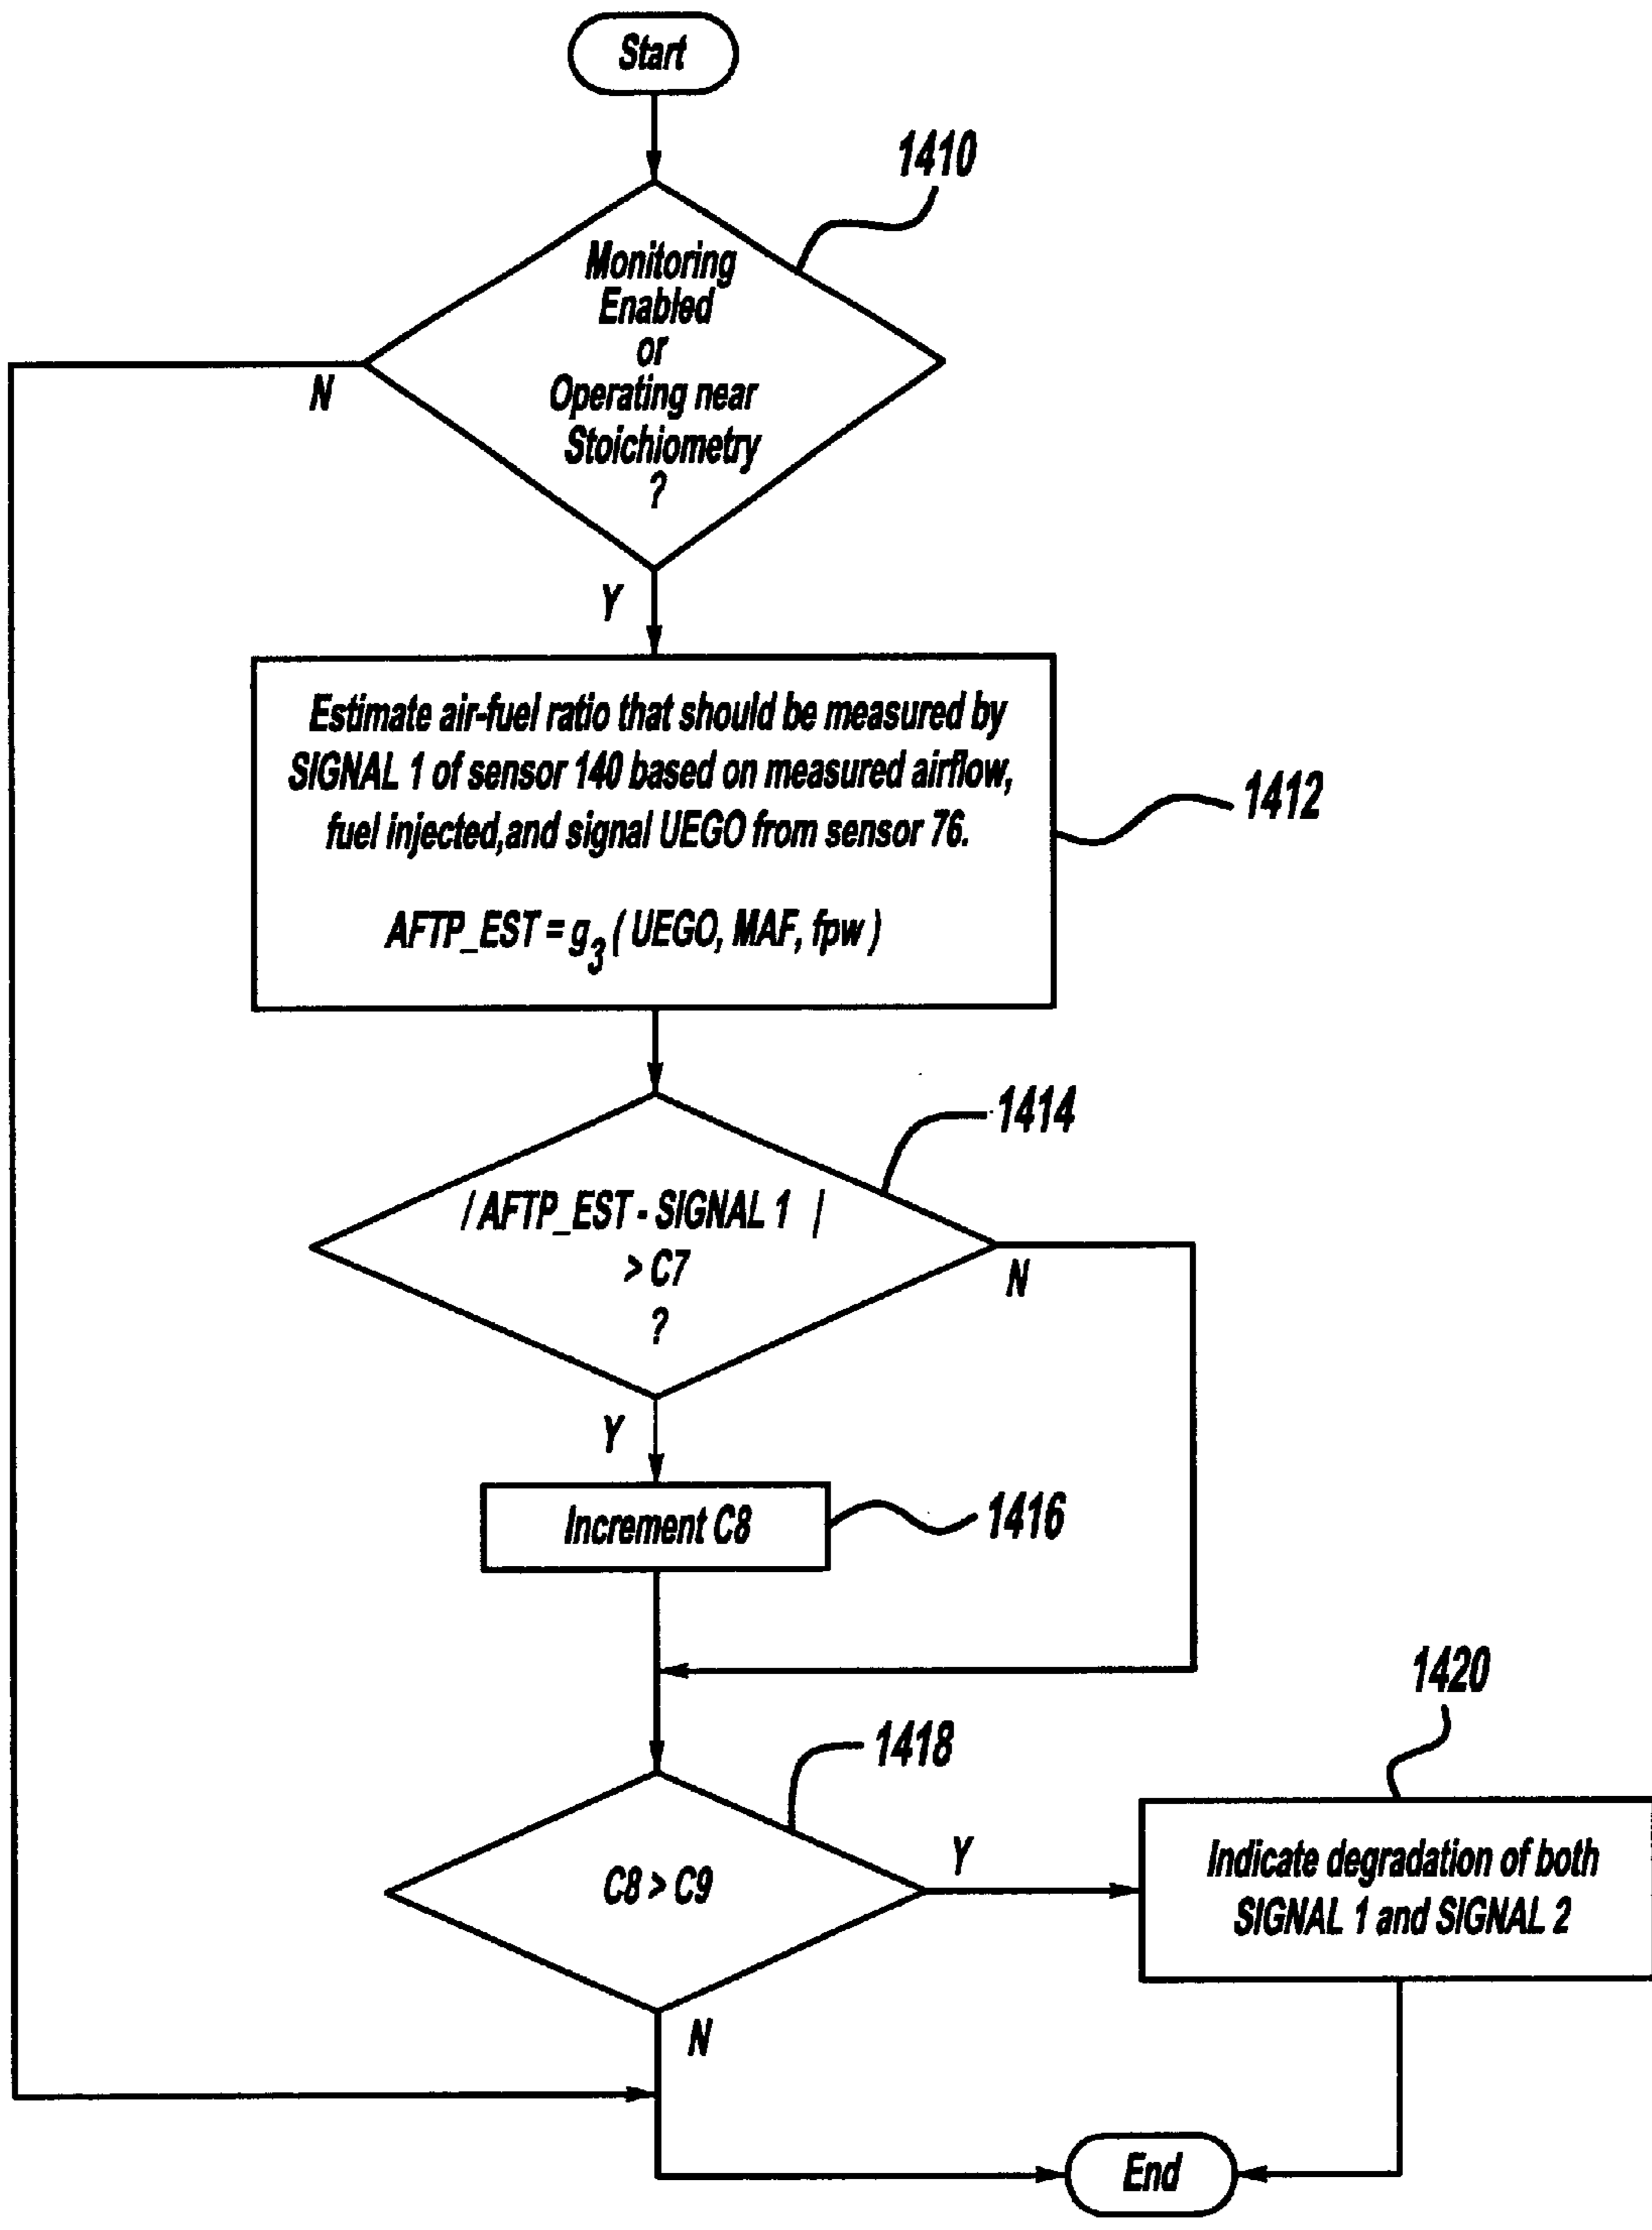 Start
1410
Monitoring
Enabled
or
Operating near
Stoichiometry
?
N
Y
Estimate air-fuel ratio that should be measured by
SIGNAL 1 of sensor 140 based on measured airflow,
fuel injected,and signal UEGO from sensor 76.
AFTP_EST = g3 ( UEGO, MAF, fpw )
1412
1414
/ AFTP_EST - SIGNAL 1 |
> C7
?
N
Y
Increment C8
1416
1420
1418
C8 > C9
Y
Indicate degradation of both
SIGNAL 1 and SIGNAL 2
N
End